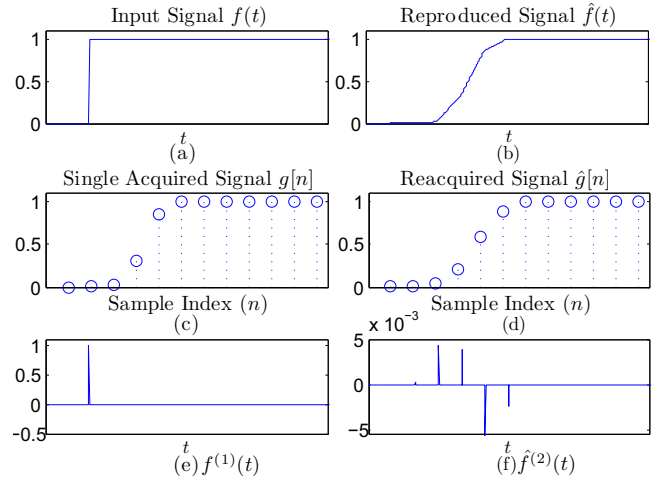 Input Signal f(t)
1
0.5
0
t
(a)
Reproduced Signal f̂(t)
1
0.5
0
t
(b)
Single Acquired Signal g[n]
1
0.5
0
Sample Index (n)
(c)
Reacquired Signal ĝ[n]
1
0.5
0
Sample Index (n)
(d)
1
0.5
0
−0.5
t
(e) f⁽¹⁾(t)
x 10⁻³
5
0
−5
t
(f) f̂⁽²⁾(t)